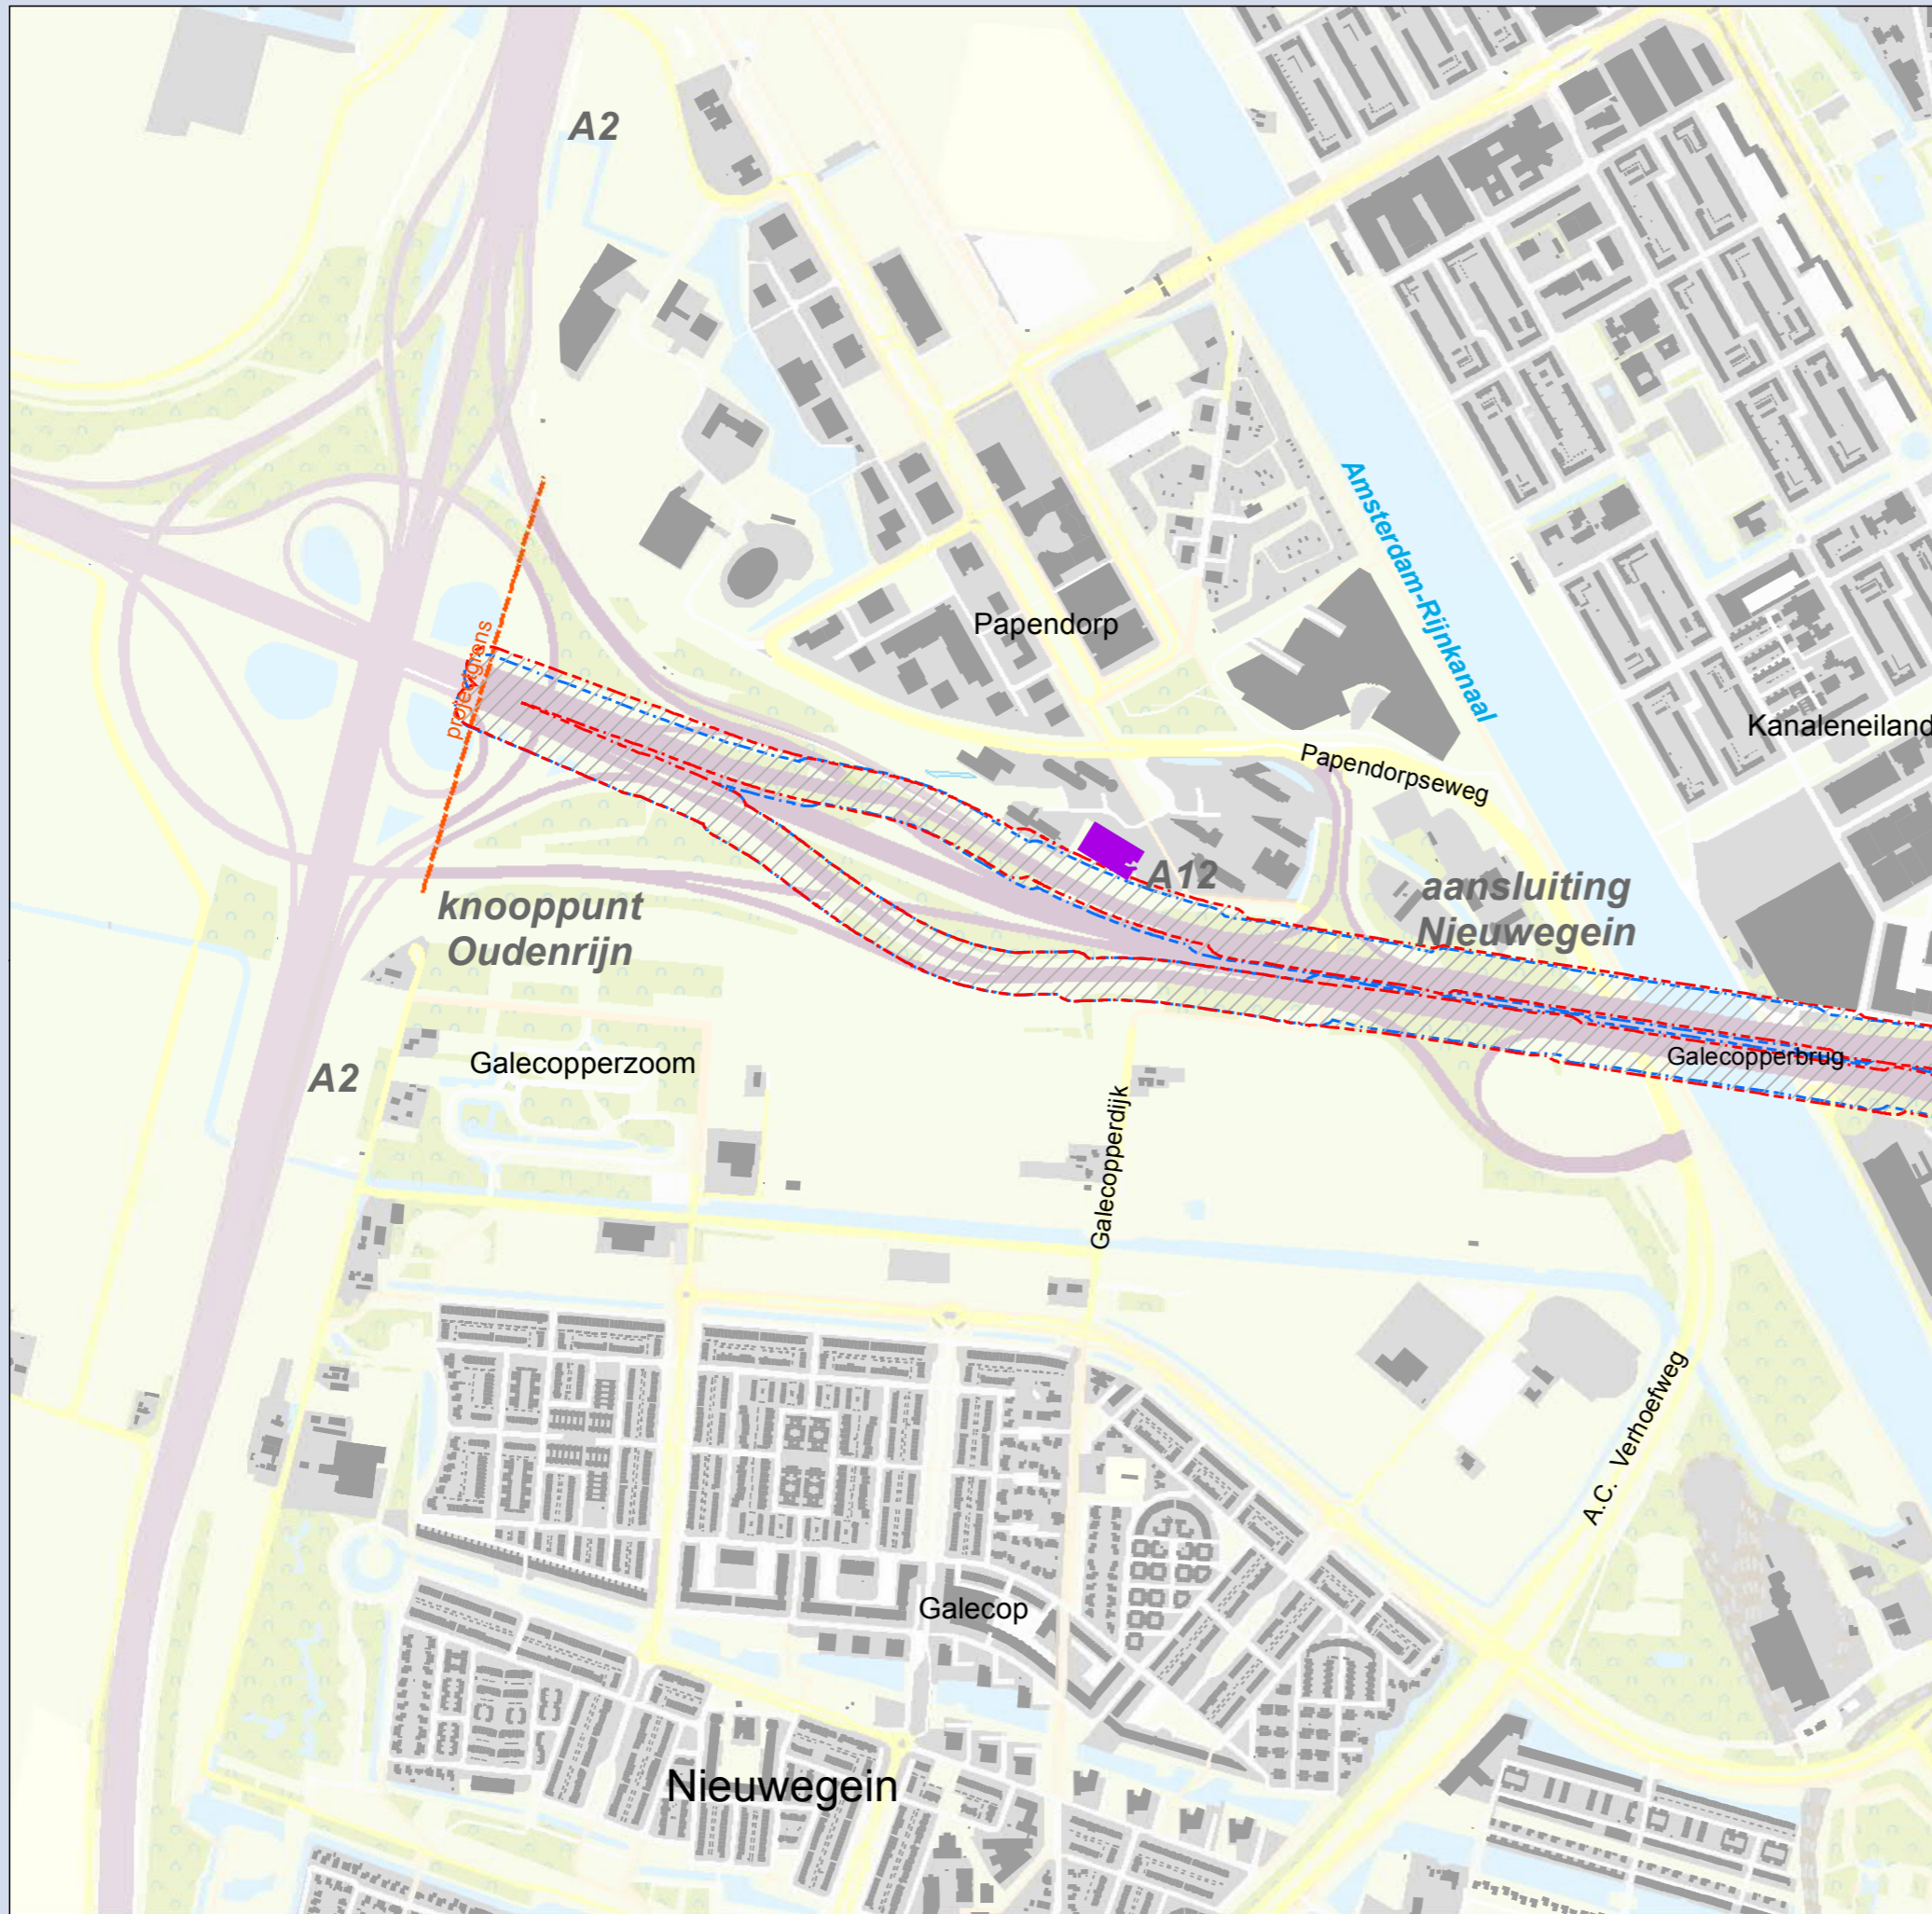 A2
Amsterdam-Rijnkanaal
Papendorp
projectgrens
Kanaleneiland
Papendorpseweg
A12
aansluiting
Nieuwegein
knooppunt
Oudenrijn
Galecopperbrug
Galecopperzoom
A2
Galecopperdijk
A.C. Verhoefweg
Galecop
Nieuwegein